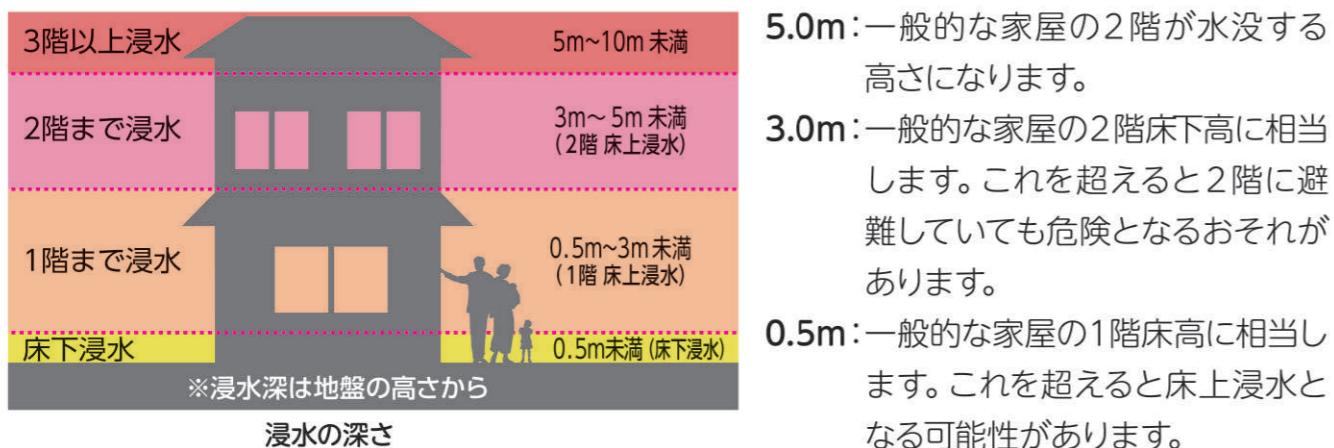 3階以上浸水
5m~10m 未満
2階まで浸水
3m～ 5m 未満
(2階 床上浸水)
1階まで浸水
0.5m~3m 未満
(1階 床上浸水)
床下浸水
0.5m未満 (床下浸水)
※浸水深は地盤の高さから
浸水の深さ
5.0m：一般的な家屋の2階が水没する
高さになります。
3.0m：一般的な家屋の2階床下高に相当
します。これを超えると2階に避
難していても危険となるおそれが
あります。
0.5m：一般的な家屋の1階床高に相当し
ます。これを超えると床上浸水と
なる可能性があります。